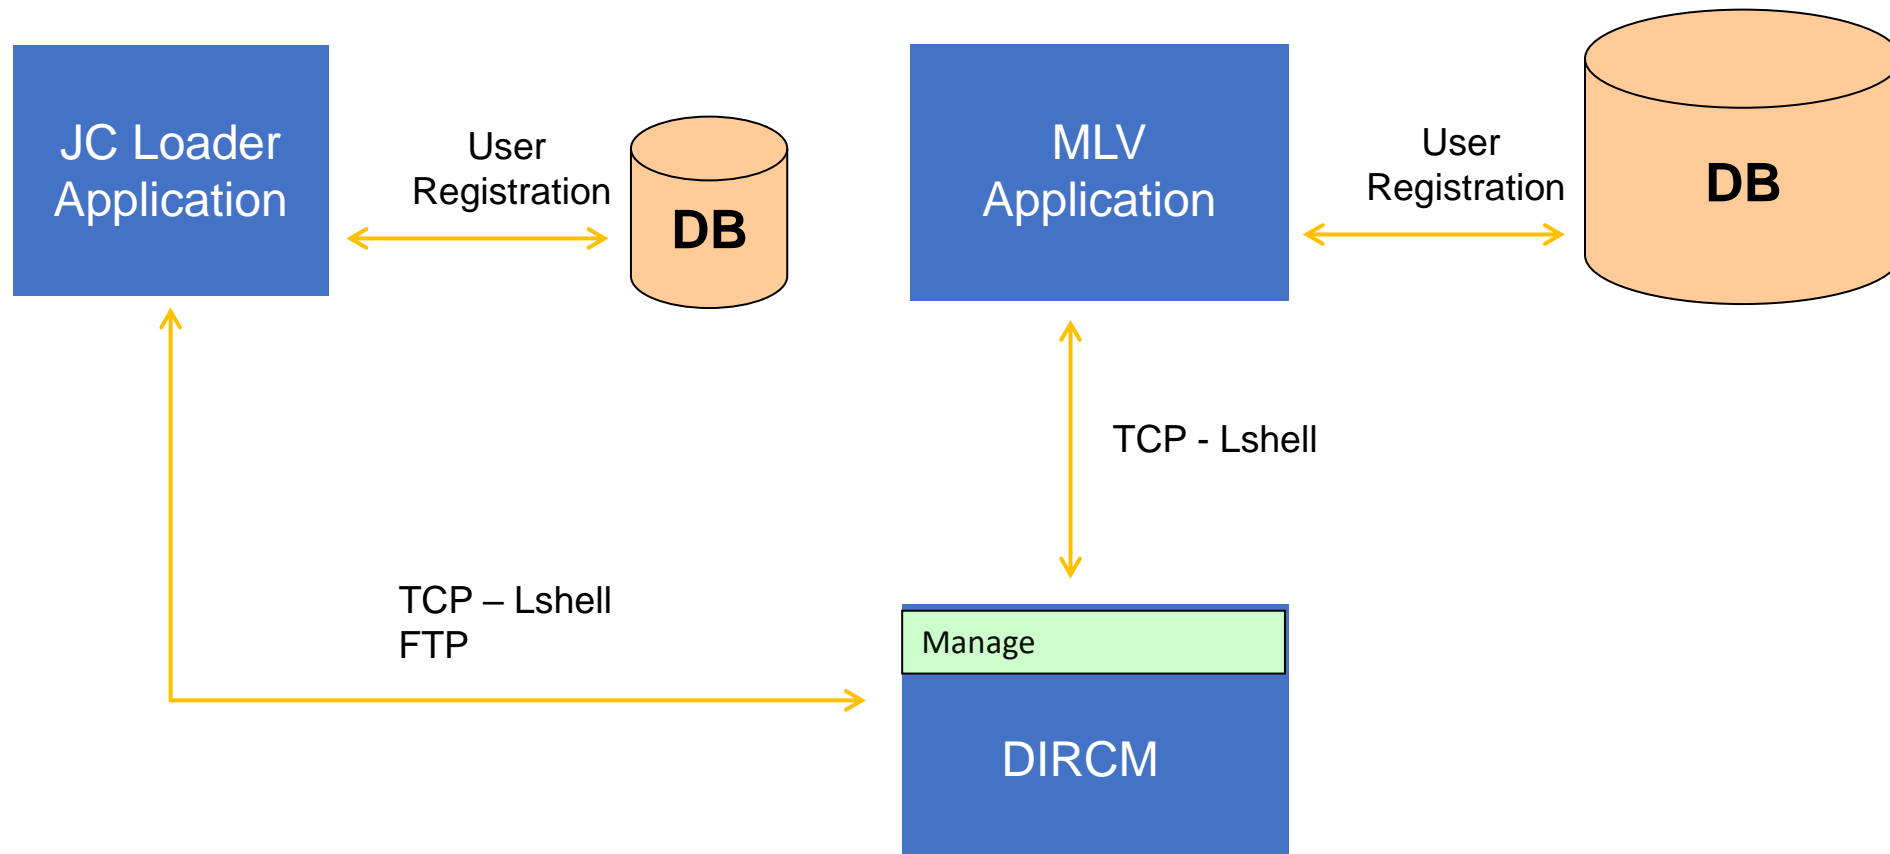 JC Loader
Application
User
Registration
DB
MLV
Application
User
Registration
DB
TCP - Lshell
TCP – Lshell
FTP
Manage
DIRCM